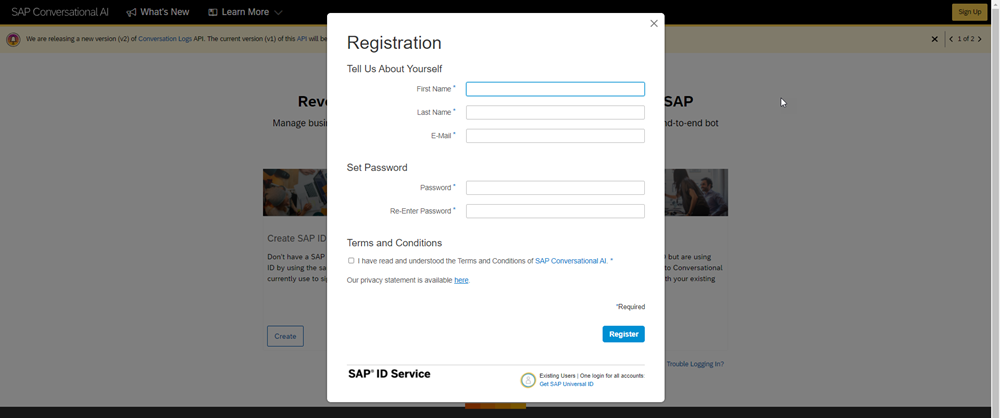 SAP Conversational AI
What's New
Learn More
Sign Up
We are releasing a new version (v2) of Conversation Logs API. The current version (v1) of this API will be
1 of 2
Registration
Tell Us About Yourself
First Name *
Last Name *
E-Mail *
Set Password
Password *
Re-Enter Password *
Terms and Conditions
I have read and understood the Terms and Conditions of SAP Conversational AI. *
Our privacy statement is available here.
*Required
Register
SAP® ID Service
Existing Users | One login for all accounts:
Get SAP Universal ID
SAP
Manage
nd-to-end bot
Create SAP ID
Don't have a SAP
ID by using the
currently use to
Create
but are using
to Conversational
your existing
Trouble Logging In?